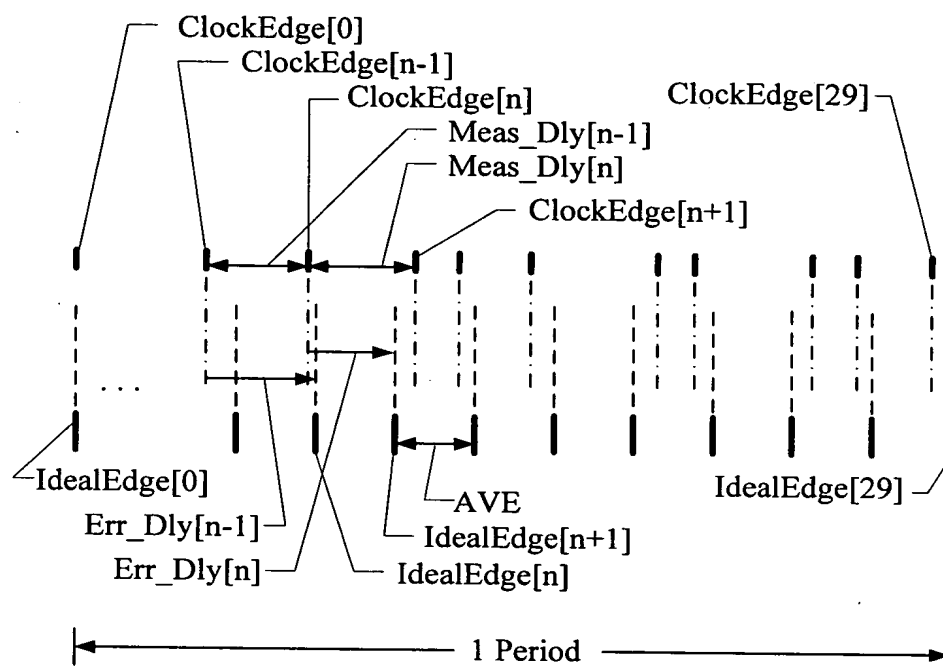 ClockEdge[0]
ClockEdge[n-1]
ClockEdge[n]
ClockEdge[29]
Meas_Dly[n-1]
Meas_Dly[n]
ClockEdge[n+1]
. . .
IdealEdge[0]
AVE
IdealEdge[29]
Err_Dly[n-1]
IdealEdge[n+1]
Err_Dly[n]
IdealEdge[n]
1 Period